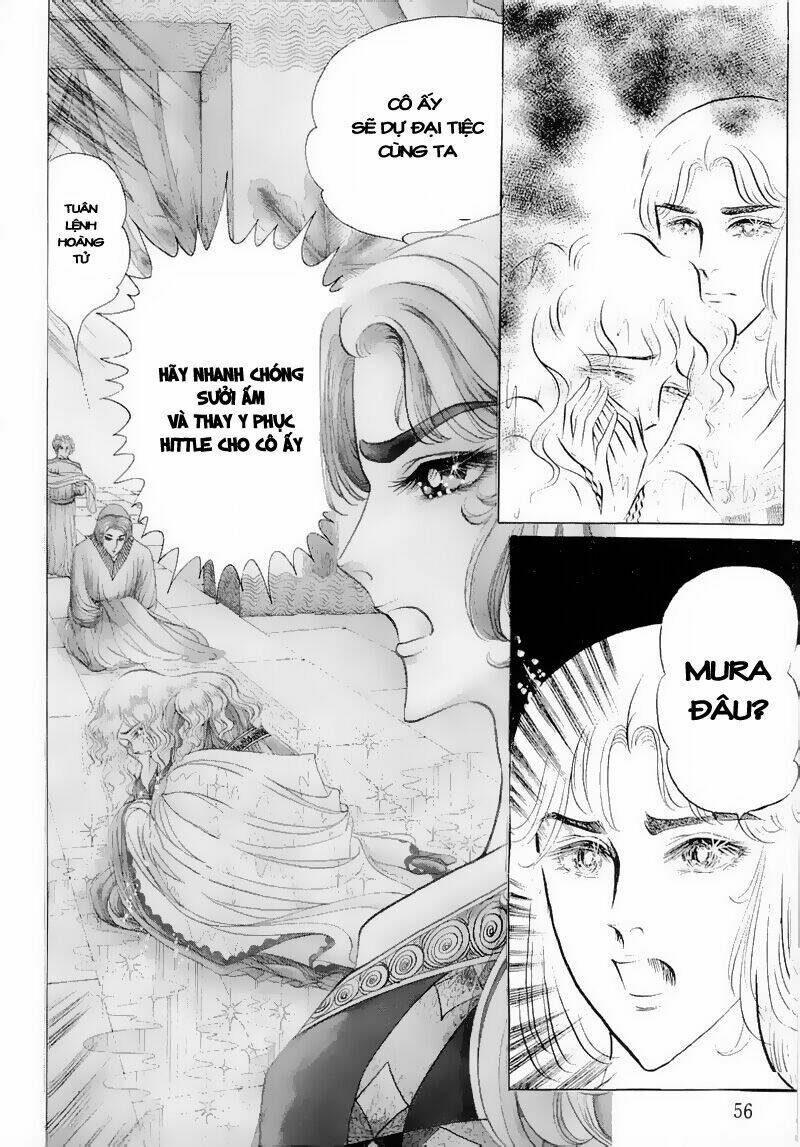 MURA
ĐÂU?
CÔ ẤY
SẼ DỰ ĐẠI TIỆC
CÙNG TA
HÃY NHANH CHÓNG
SƯỞI ẤM
VÀ THAY Y PHỤC
HITTLE CHO CÔ ẤY
TUÂN
LỆNH
HOÀNG
TỬ
56